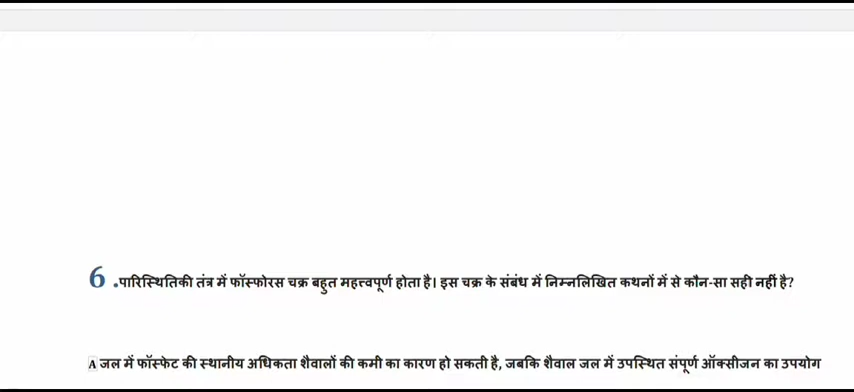 6 .पारिस्थितिकी तंत्र में फॉस्फोरस चक्र बहुत महत्त्वपूर्ण होता है। इस चक्र के संबंध में निम्नलिखित कथनों में से कौन-सा सही नहीं है?
A जल में फॉस्फेट की स्थानीय अधिकता शैवालों की कमी का कारण हो सकती है, जबकि शैवाल जल में उपस्थित संपूर्ण ऑक्सीजन का उपयोग